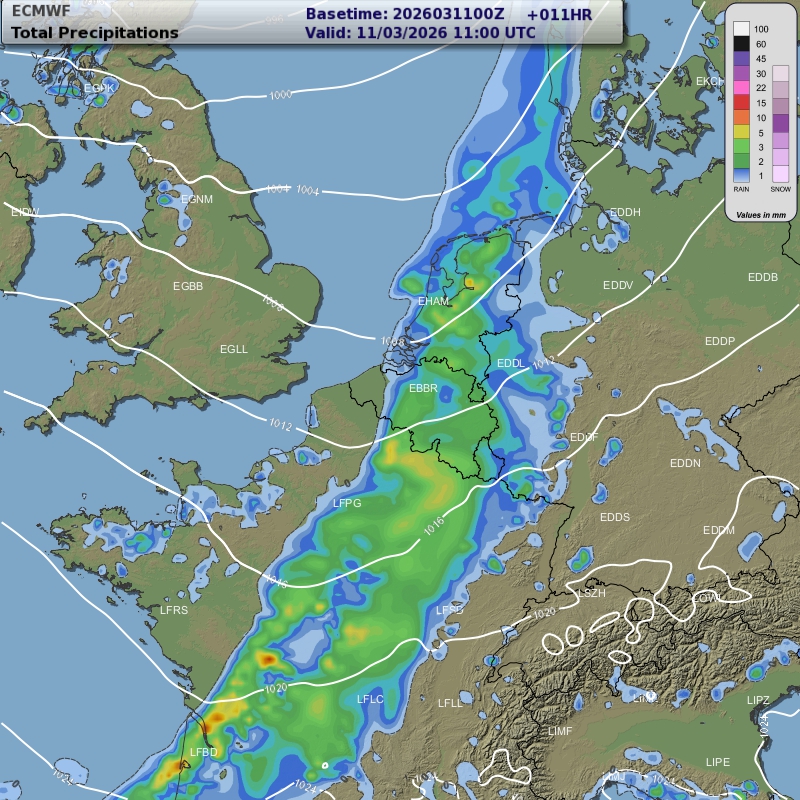 ECMWF
Basetime: 2026031100Z +011HR
Total Precipitations
Valid: 11/03/2026 11:00 UTC
100
60
45
30
22
15
10
5
3
2
1
RAIN SNOW
Values in mm
EGPK
EKCH
1000
1004 1004
EGNM
EIDW
EDDH
EGBB
EDDV
EDDB
1008
EHAM
1008
EDDP
EGLL
EDDL
1012
EBBR
1012
EDDF
EDDN
LFPG
EDDS
1016
EDDM
1016
LSZH
LOWI
LFRS
LFSB
1020
1020
LFLC
LFLL
LIPZ
LIMF
1024
LFBD
LIPE
1024
1024
1024